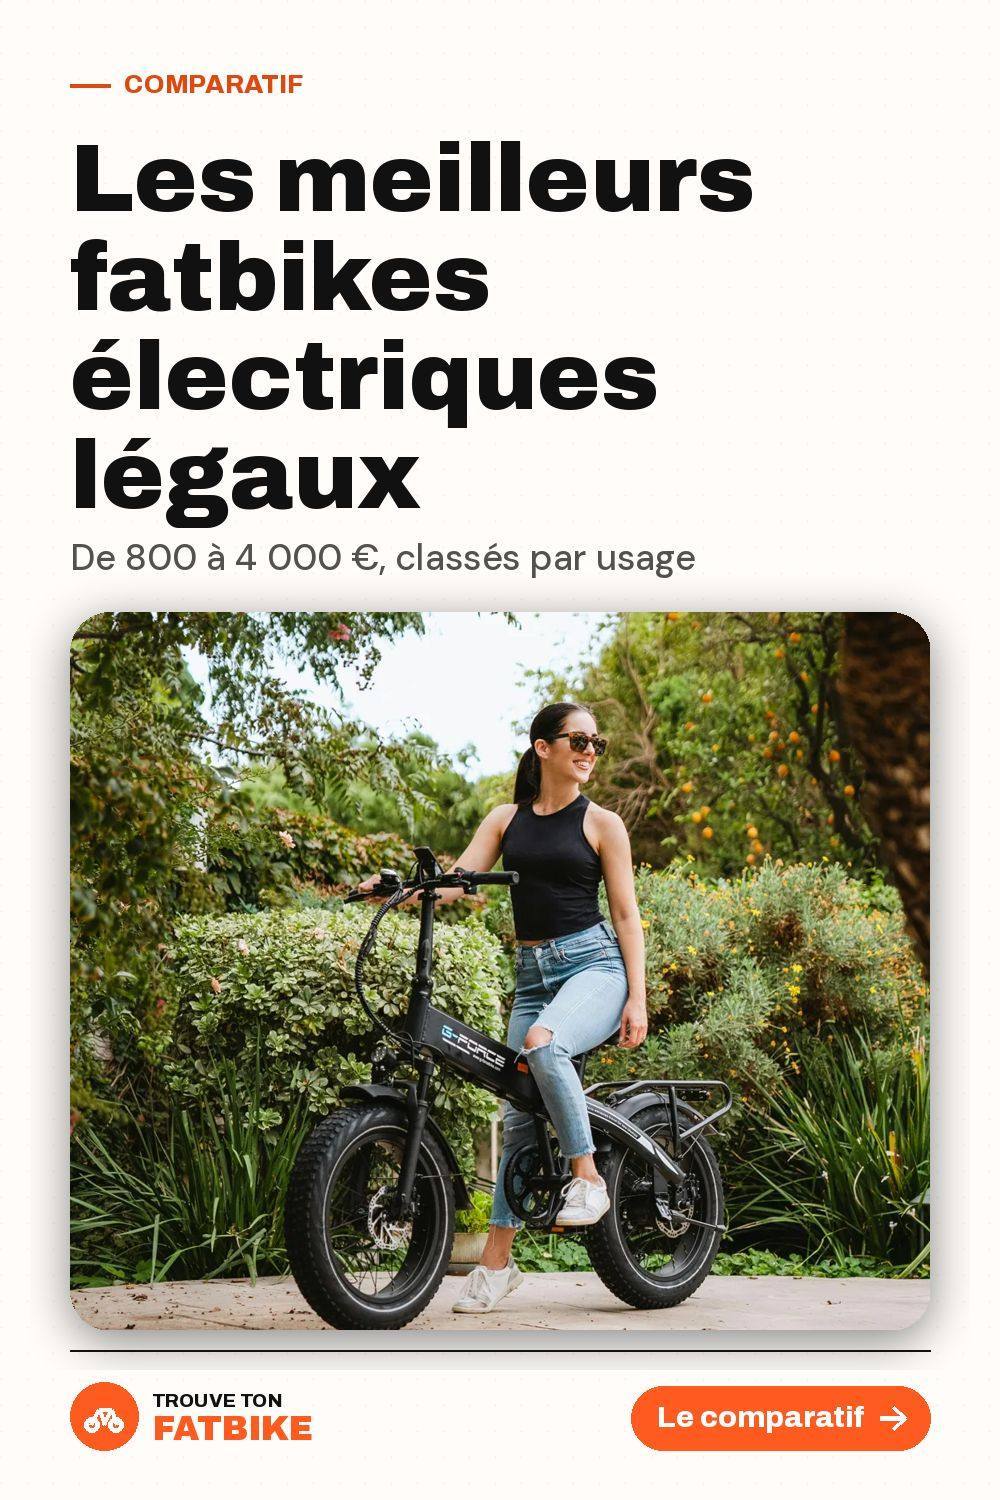 COMPARATIF
Les meilleurs
fatbikes
électriques
légaux
De 800 à 4 000 €, classés par usage
G-FORCE
TROUVE TON
FATBIKE
Le comparatif →